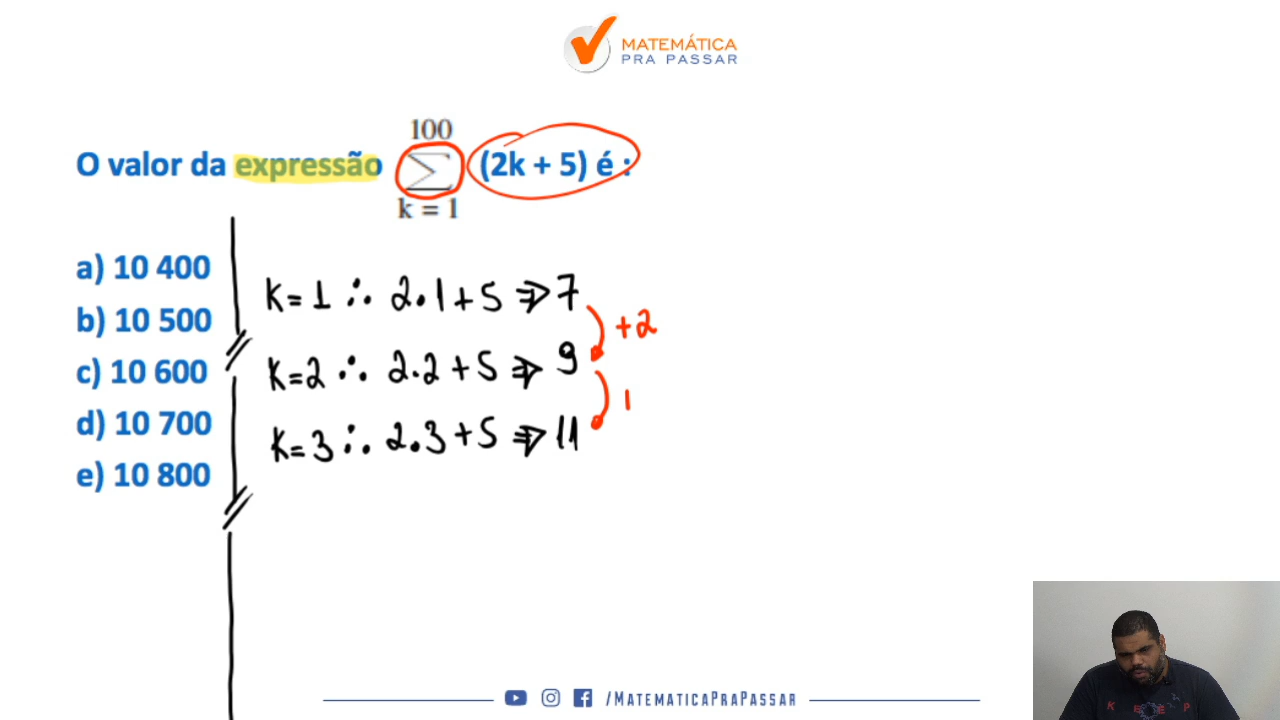 MATEMÁTICA
PRA PASSAR
100
O valor da expressão ∑ (2k + 5) é :
k = 1
a) 10 400
b) 10 500
c) 10 600
d) 10 700
e) 10 800
K=1 ∴ 2.1+5 ⇒ 7
+2
K=2 ∴ 2.2+5 ⇒ 9
K=3 ∴ 2.3+5 ⇒ 11
/MATEMATICAPRAPASSAR